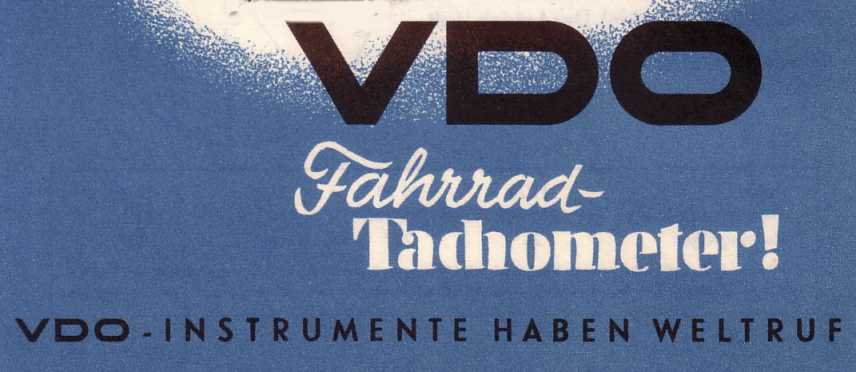 VDO
Fahrrad-
Tachometer!
VDO-INSTRUMENTE HABEN WELTRUF